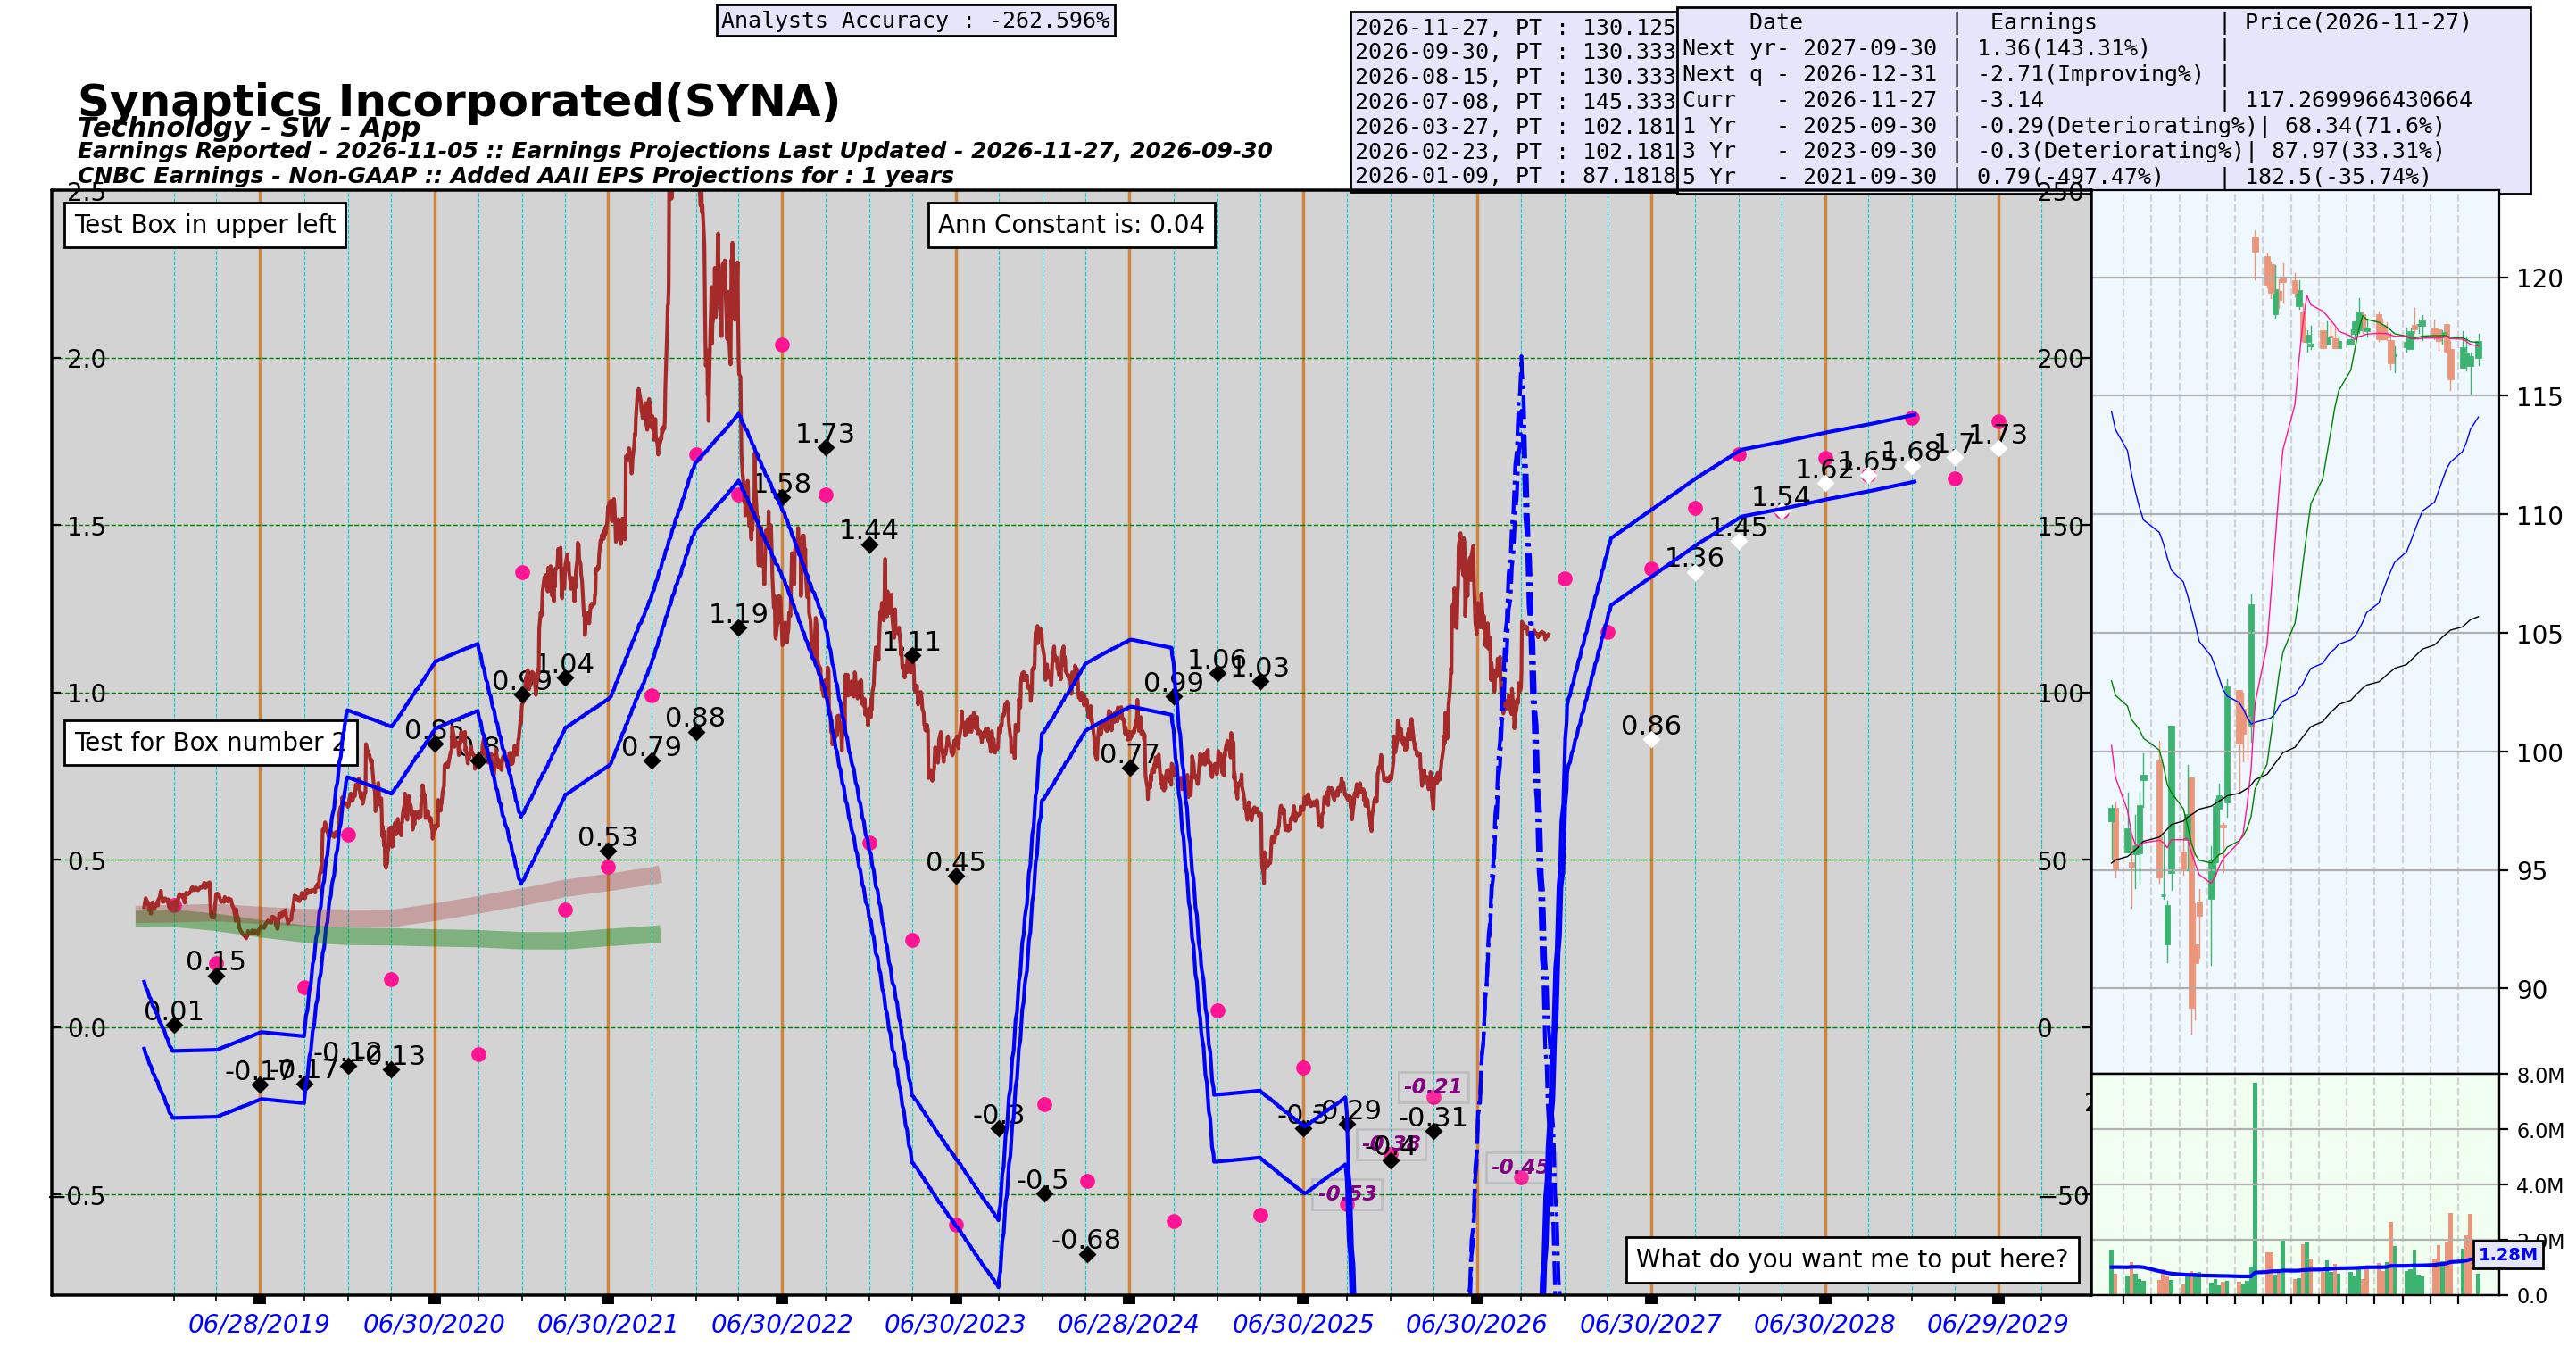 Analysts Accuracy : -262.596%
2026-11-27, PT : 130.125
2026-09-30, PT : 130.333
2026-08-15, PT : 130.333
2026-07-08, PT : 145.333
2026-03-27, PT : 102.181
2026-02-23, PT : 102.181
2026-01-09, PT : 87.1818
Date | Earnings | Price(2026-11-27)
Next yr- 2027-09-30 | 1.36(143.31%) |
Next q - 2026-12-31 | -2.71(Improving%) |
Curr - 2026-11-27 | -3.14 | 117.2699966430664
1 Yr - 2025-09-30 | -0.29(Deteriorating%)| 68.34(71.6%)
3 Yr - 2023-09-30 | -0.3(Deteriorating%)| 87.97(33.31%)
5 Yr - 2021-09-30 | 0.79(-497.47%) | 182.5(-35.74%)
Synaptics Incorporated(SYNA)
Technology - SW - App
Earnings Reported - 2026-11-05 :: Earnings Projections Last Updated - 2026-11-27, 2026-09-30
CNBC Earnings - Non-GAAP :: Added AAII EPS Projections for : 1 years
Test Box in upper left
Ann Constant is: 0.04
Test for Box number 2
What do you want me to put here?
2.5
2.0
1.5
1.0
0.5
0.0
−0.5
250
200
150
100
50
0
−50
120
115
110
105
100
95
90
8.0M
6.0M
4.0M
2.0M
0.0
1.28M
0.01
0.15
-0.17
-0.17
-0.12
-0.13
0.85
0.8
0.99
1.04
0.53
0.79
0.88
1.19
1.58
1.73
1.44
1.11
0.45
-0.3
-0.5
-0.68
0.77
0.99
1.06
1.03
-0.3
-0.29
-0.4
-0.31
-0.53
-0.38
-0.21
-0.45
0.86
1.36
1.45
1.54
1.62
1.65
1.68
1.7
1.73
06/28/2019
06/30/2020
06/30/2021
06/30/2022
06/30/2023
06/28/2024
06/30/2025
06/30/2026
06/30/2027
06/30/2028
06/29/2029